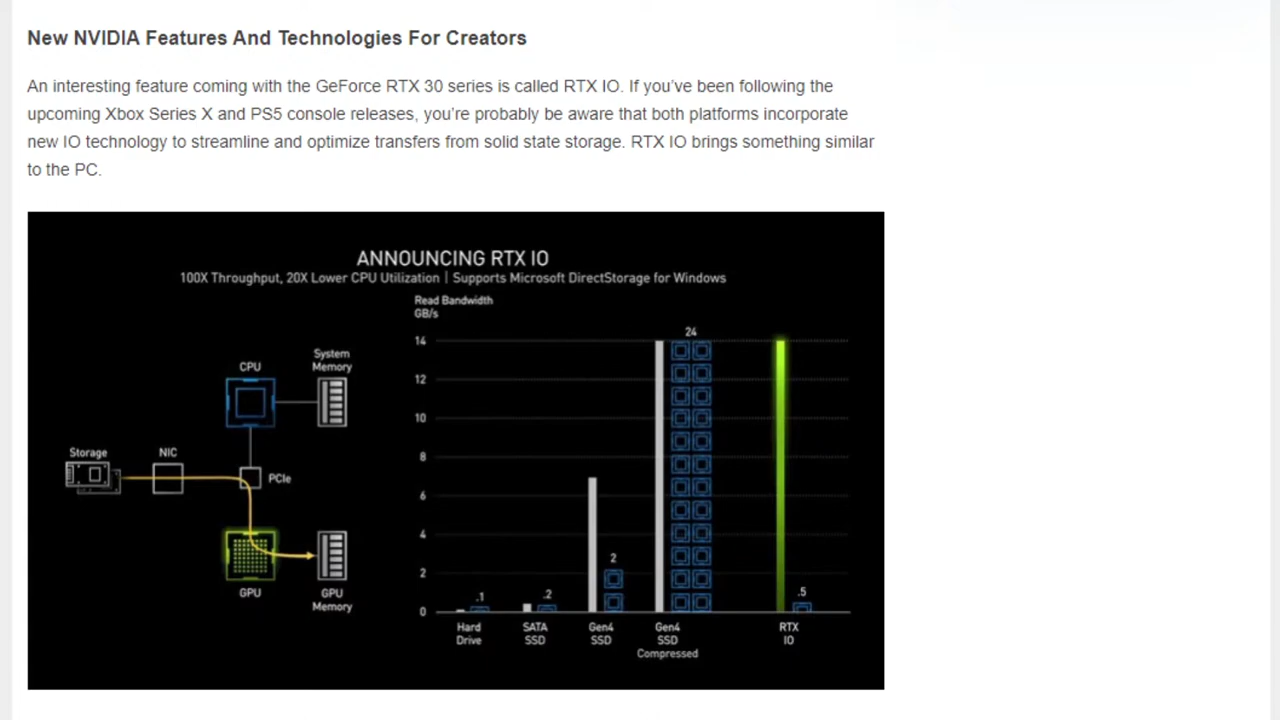 New NVIDIA Features And Technologies For Creators
An interesting feature coming with the GeForce RTX 30 series is called RTX IO. If you've been following the
upcoming Xbox Series X and PS5 console releases, you're probably be aware that both platforms incorporate
new IO technology to streamline and optimize transfers from solid state storage. RTX IO brings something similar
to the PC.
ANNOUNCING RTX IO
100X Throughput, 20X Lower CPU Utilization | Supports Microsoft DirectStorage for Windows
Storage
NIC
CPU
System
Memory
PCIe
GPU
GPU
Memory
Read Bandwidth
GB/s
14
12
10
8
6
4
2
0
.1
.2
2
24
.5
Hard
Drive
SATA
SSD
Gen4
SSD
Gen4
SSD
Compressed
RTX
IO